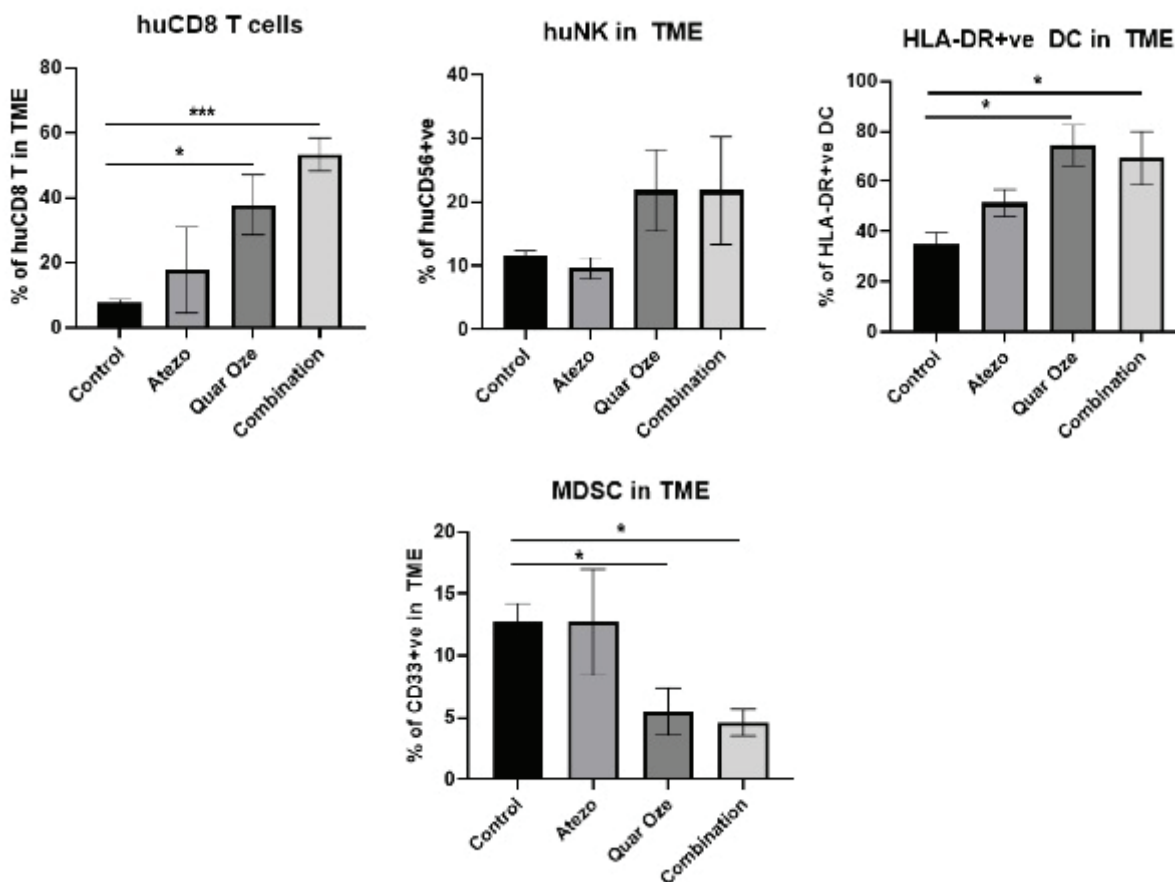 huCD8 T cells
% of huCD8 T in TME
80
60
40
20
0
***
*
Control
Atezo
Quar Oze
Combination
huNK in TME
% of huCD56+ve
40
30
20
10
0
Control
Atezo
Quar Oze
Combination
HLA-DR+ve DC in TME
% of HLA-DR+ve DC
100
80
60
40
20
0
*
*
Control
Atezo
Quar Oze
Combination
MDSC in TME
% of CD33+ve in TME
20
15
10
5
0
*
*
Control
Atezo
Quar Oze
Combination